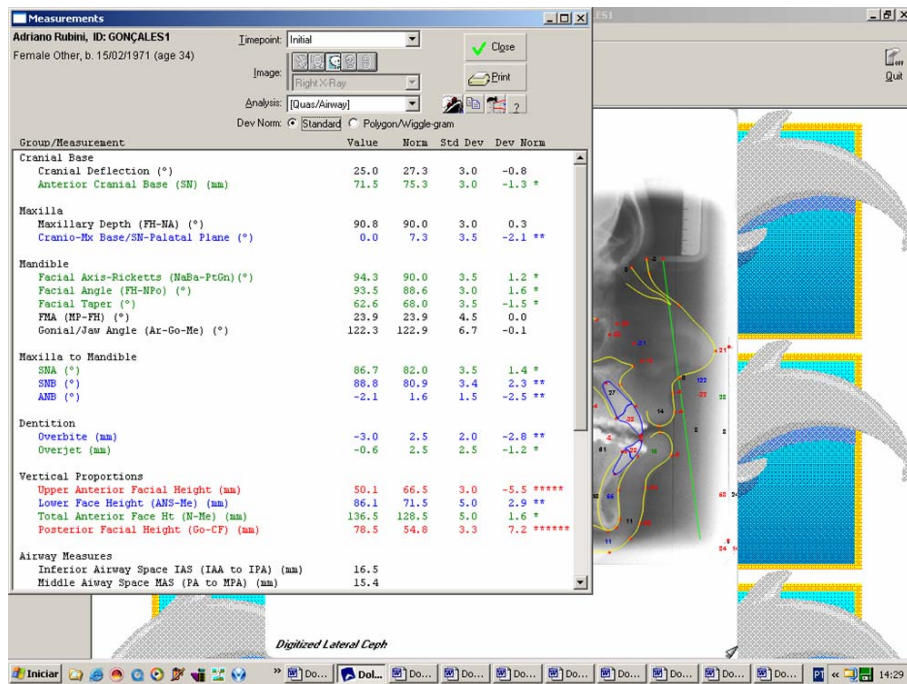 Measurements
Adriano Rubini, ID: GONÇALES1
Female Other, b. 15/02/1971 (age 34)
Timepoint: Initial
Image:
Right X-Ray
Analysis: [Quas/Airway]
Dev Norm: Standard Polygon/Wiggle-gram
Close
Print
?
Quit
Group/Measurement Value Norm Std Dev Dev Norm
Cranial Base
Cranial Deflection (°) 25.0 27.3 3.0 -0.8
Anterior Cranial Base (SN) (mm) 71.5 75.3 3.0 -1.3 *
Maxilla
Maxillary Depth (FH-NA) (°) 90.8 90.0 3.0 0.3
Cranio-Mx Base/SN-Palatal Plane (°) 0.0 7.3 3.5 -2.1 **
Mandible
Facial Axis-Ricketts (NaBa-PtGn)(°) 94.3 90.0 3.5 1.2 *
Facial Angle (FH-NPo) (°) 93.5 88.6 3.0 1.6 *
Facial Taper (°) 62.6 68.0 3.5 -1.5 *
FMA (MP-FH) (°) 23.9 23.9 4.5 0.0
Gonial/Jaw Angle (Ar-Go-Me) (°) 122.3 122.9 6.7 -0.1
Maxilla to Mandible
SNA (°) 86.7 82.0 3.5 1.4 *
SNB (°) 88.8 80.9 3.4 2.3 **
ANB (°) -2.1 1.6 1.5 -2.5 **
Dentition
Overbite (mm) -3.0 2.5 2.0 -2.8 **
Overjet (mm) -0.6 2.5 2.5 -1.2 *
Vertical Proportions
Upper Anterior Facial Height (mm) 50.1 66.5 3.0 -5.5 *****
Lower Face Height (ANS-Me) (mm) 86.1 71.5 5.0 2.9 **
Total Anterior Face Ht (N-Me) (mm) 136.5 128.5 5.0 1.6 *
Posterior Facial Height (Go-CF) (mm) 78.5 54.8 3.3 7.2 ******
Airway Measures
Inferior Airway Space IAS (IAA to IPA) (mm) 16.5
Middle Aiway Space MAS (PA to MPA) (mm) 15.4
Digitized Lateral Ceph
Iniciar » Do... Dol... Do... Do... Do... Do... Do... Do... Do... Do... PT « 14:29